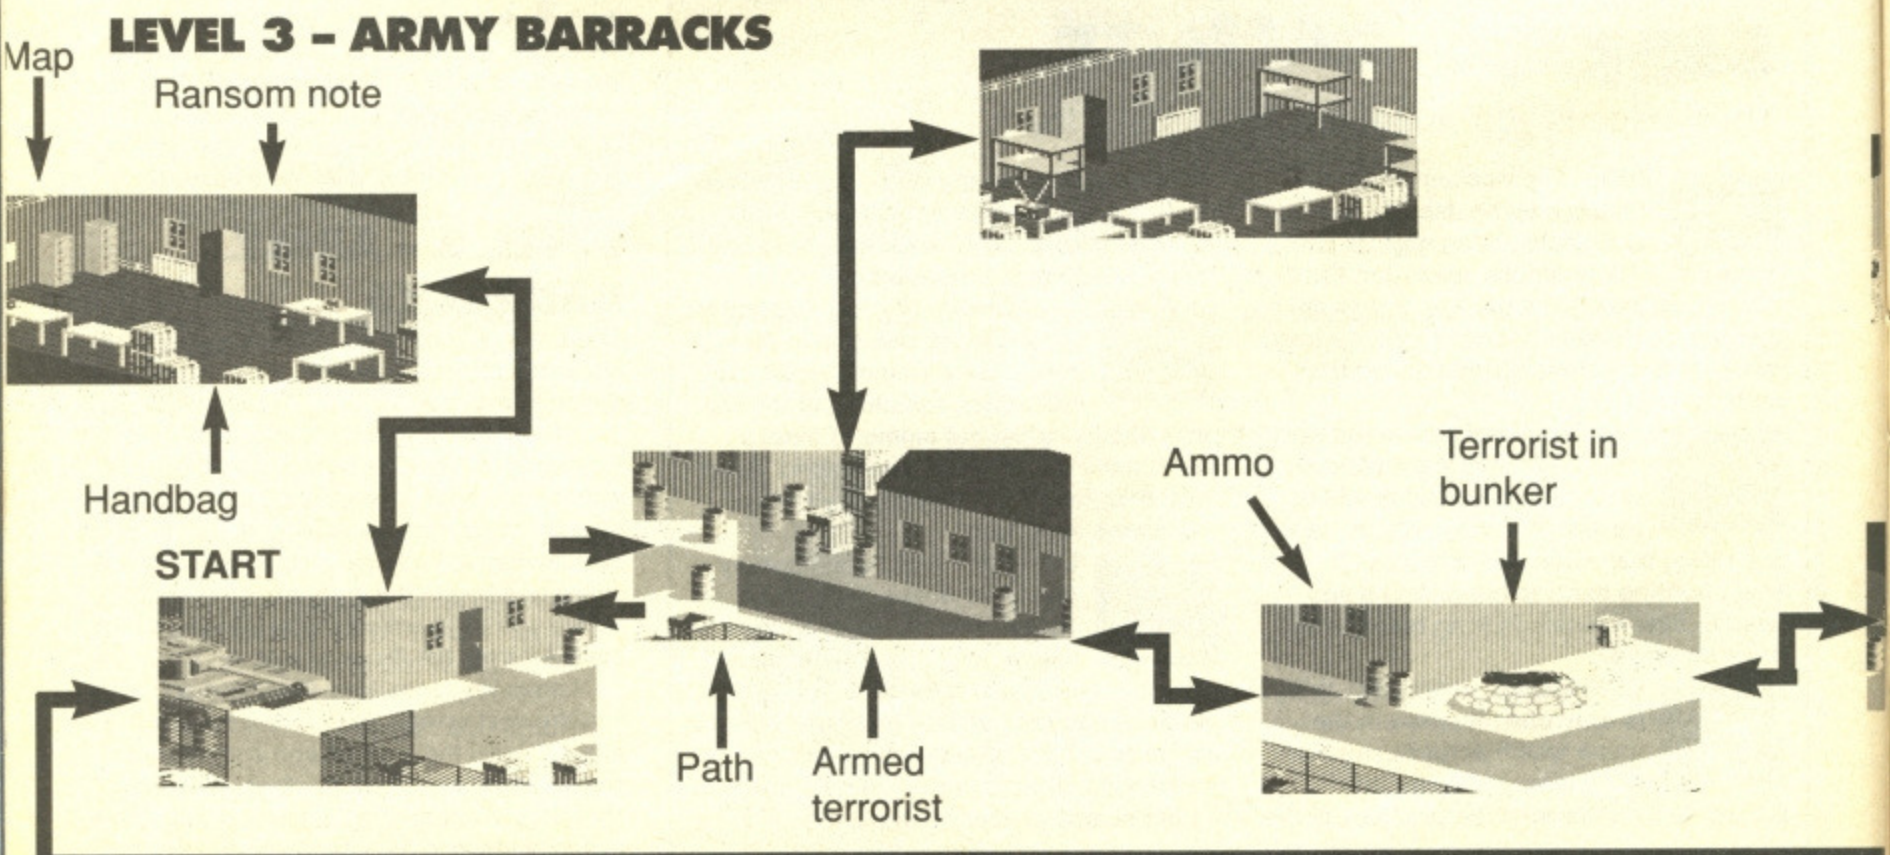 LEVEL 3 – ARMY BARRACKS
Map
Ransom note
Handbag
START
Ammo
Terrorist in
bunker
Path
Armed
terrorist